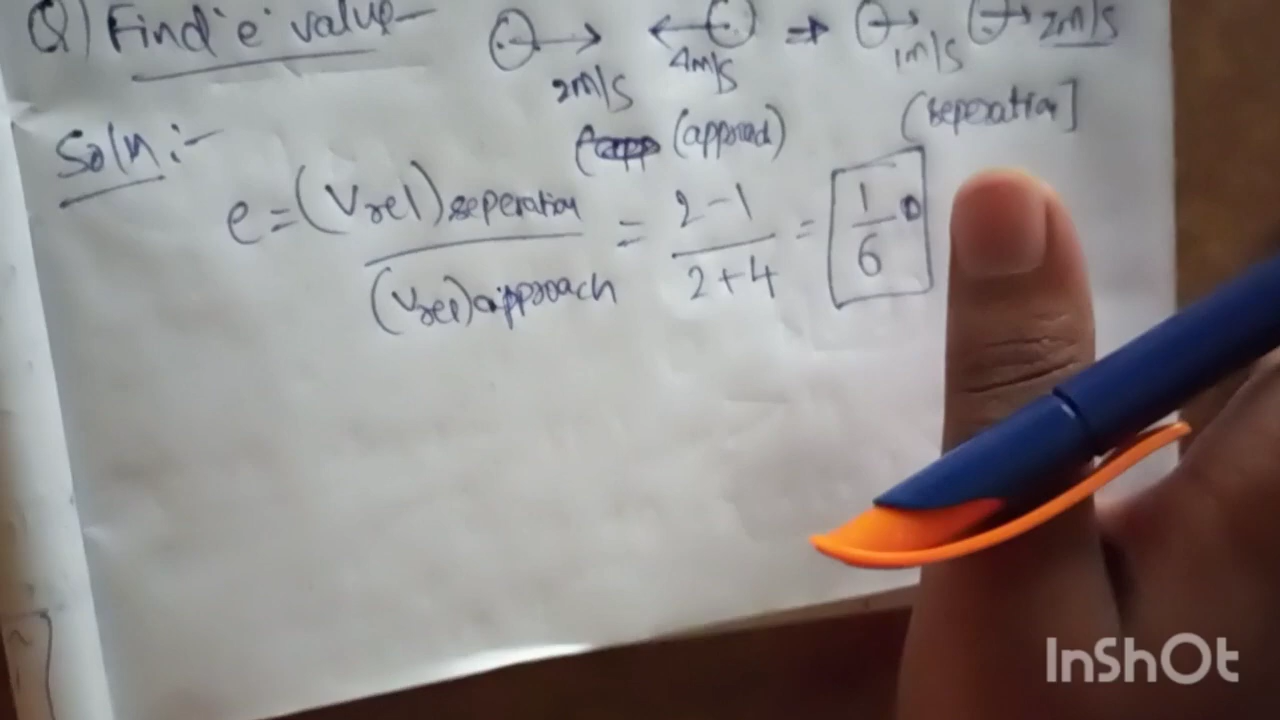 Q) Find 'e' value-
2m/s 4m/s ⇒ 1m/s 2m/s
Soln:- (approad) (seperation]
e = (Vrel)seperation / (Vrel)approach = 2-1 / 2+4 = 1/6
InShOt